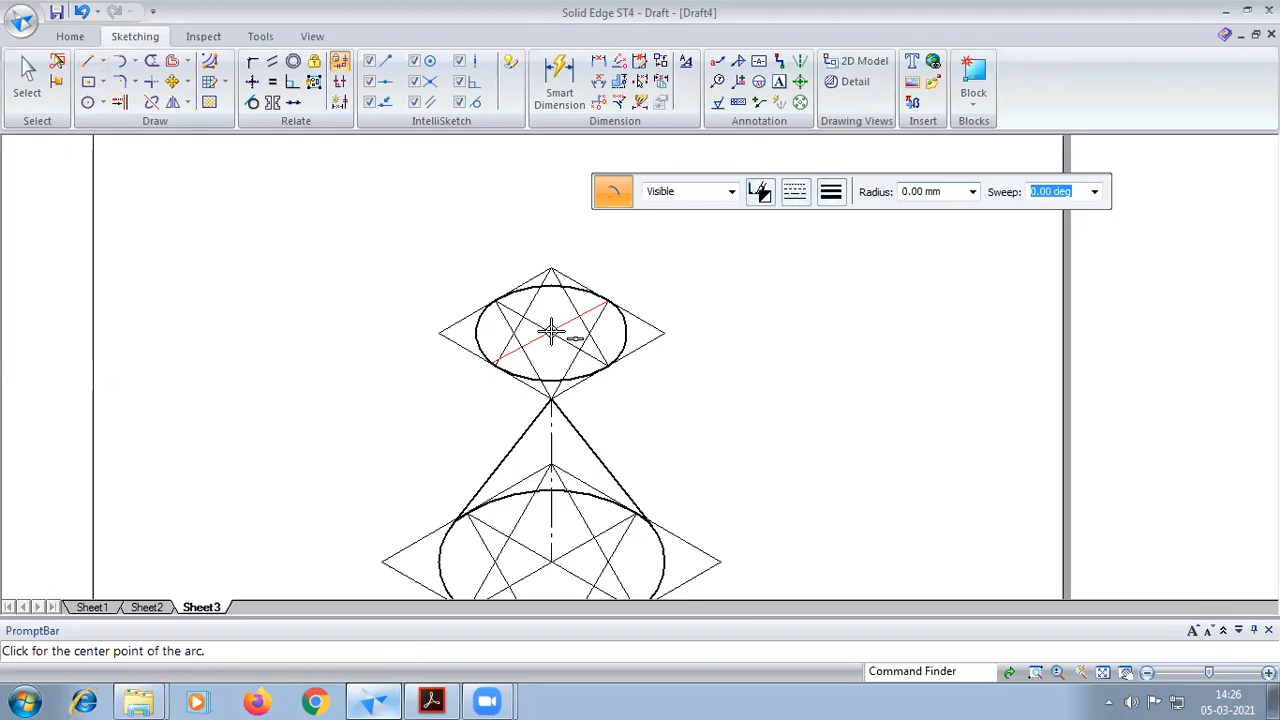 Solid Edge ST4 - Draft - [Draft4]
Home Sketching Inspect Tools View
Select
Smart Dimension
2D Model
Detail
Block
Select Draw Relate IntelliSketch Dimension Annotation Drawing Views Insert Blocks
Visible Radius: 0.00 mm Sweep: 0.00 deg
Sheet1 Sheet2 Sheet3
PromptBar
Click for the center point of the arc.
Command Finder
14:26
05-03-2021